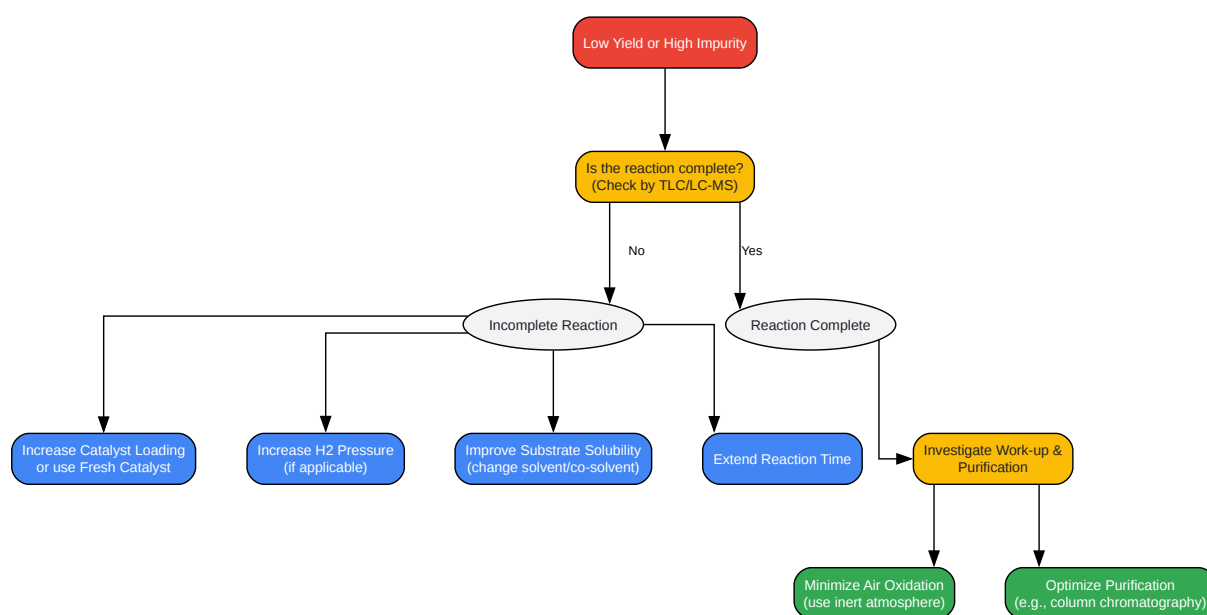 Low Yield or High Impurity
Is the reaction complete?
(Check by TLC/LC-MS)
No
Yes
Incomplete Reaction
Reaction Complete
Increase Catalyst Loading
or use Fresh Catalyst
Increase H2 Pressure
(if applicable)
Improve Substrate Solubility
(change solvent/co-solvent)
Extend Reaction Time
Investigate Work-up &
Purification
Minimize Air Oxidation
(use inert atmosphere)
Optimize Purification
(e.g., column chromatography)